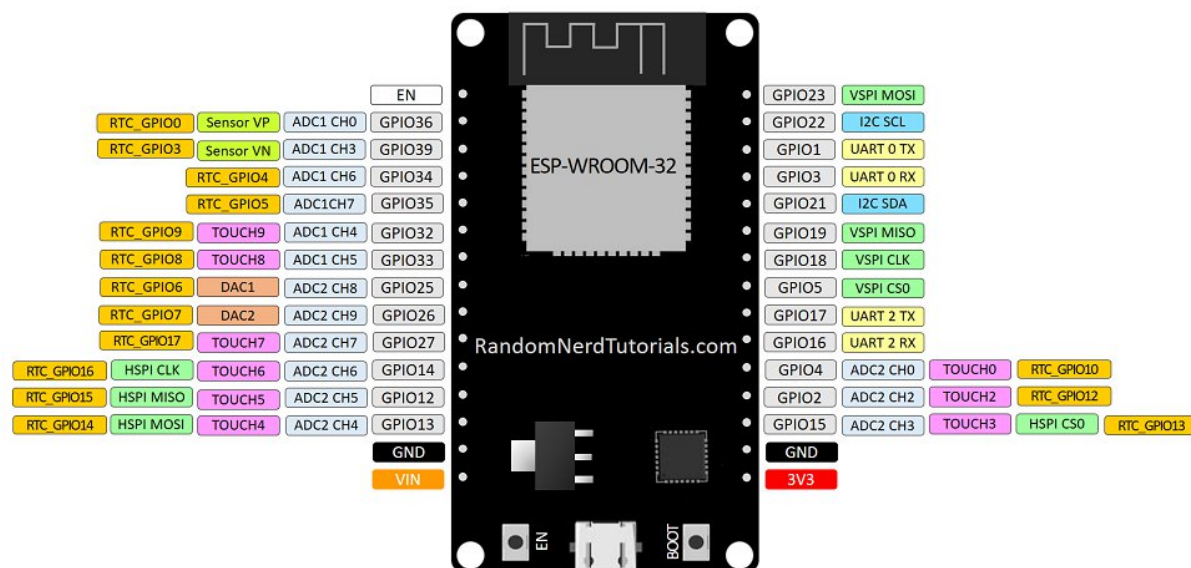 EN GPIO23 VSPI MOSI
RTC_GPIO0 Sensor VP ADC1 CH0 GPIO36 GPIO22 I2C SCL
RTC_GPIO3 Sensor VN ADC1 CH3 GPIO39 GPIO1 UART 0 TX
ESP-WROOM-32
RTC_GPIO4 ADC1 CH6 GPIO34 GPIO3 UART 0 RX
RTC_GPIO5 ADC1CH7 GPIO35 GPIO21 I2C SDA
RTC_GPIO9 TOUCH9 ADC1 CH4 GPIO32 GPIO19 VSPI MISO
RTC_GPIO8 TOUCH8 ADC1 CH5 GPIO33 GPIO18 VSPI CLK
RTC_GPIO6 DAC1 ADC2 CH8 GPIO25 GPIO5 VSPI CS0
RTC_GPIO7 DAC2 ADC2 CH9 GPIO26 GPIO17 UART 2 TX
RTC_GPIO17 TOUCH7 ADC2 CH7 GPIO27 RandomNerdTutorials.com GPIO16 UART 2 RX
RTC_GPIO16 HSPI CLK TOUCH6 ADC2 CH6 GPIO14 GPIO4 ADC2 CH0 TOUCH0 RTC_GPIO10
RTC_GPIO15 HSPI MISO TOUCH5 ADC2 CH5 GPIO12 GPIO2 ADC2 CH2 TOUCH2 RTC_GPIO12
RTC_GPIO14 HSPI MOSI TOUCH4 ADC2 CH4 GPIO13 GPIO15 ADC2 CH3 TOUCH3 HSPI CS0 RTC_GPIO13
GND GND
VIN 3V3
EN BOOT